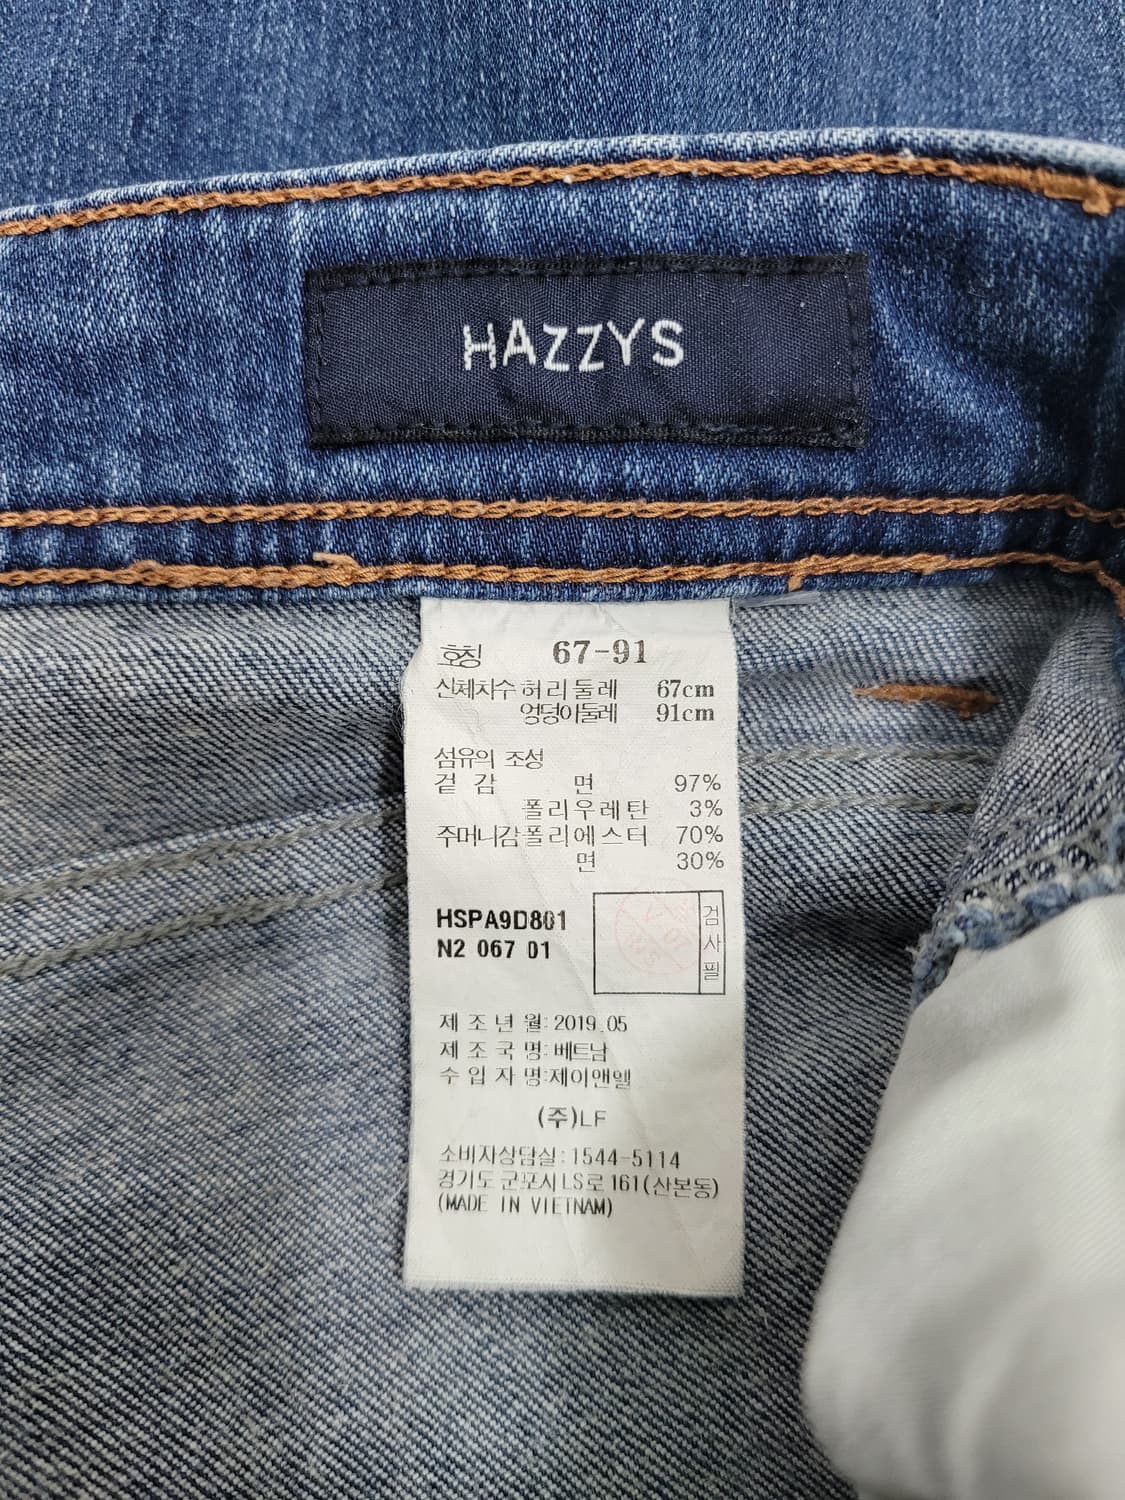 HAZZYS
호칭 67-91
신체치수 허리둘레 67cm
엉덩이둘레 91cm
섬유의 조성
겉감 면 97%
폴리우레탄 3%
주머니감 폴리에스터 70%
면 30%
HSPA9D801
N2 067 01
검사필
제조년월: 2019.05
제조국명: 베트남
수입자명: 제이앤엘
(주)LF
소비자상담실: 1544-5114
경기도 군포시 LS로 161(산본동)
(MADE IN VIETNAM)